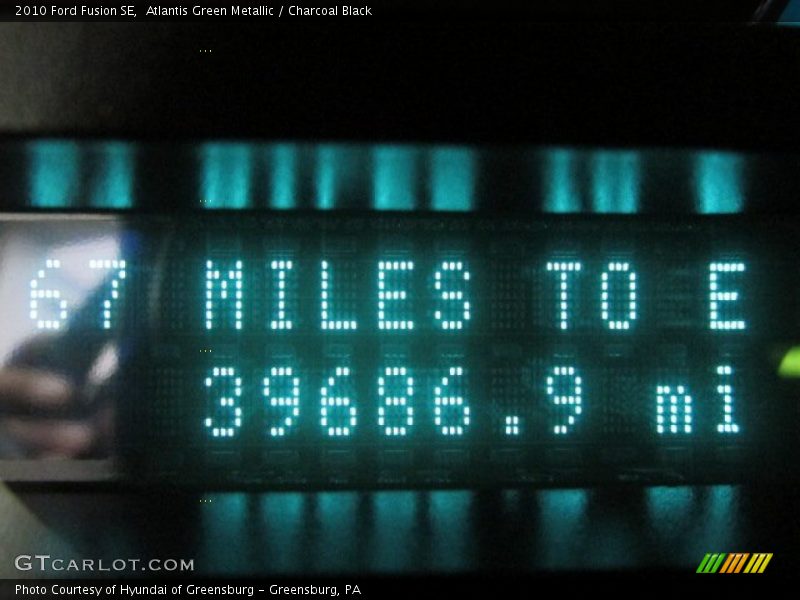 2010 Ford Fusion SE,  Atlantis Green Metallic / Charcoal Black
67 MILES TO E
39686.9 mi
GTCARLOT.COM
Photo Courtesy of Hyundai of Greensburg - Greensburg, PA